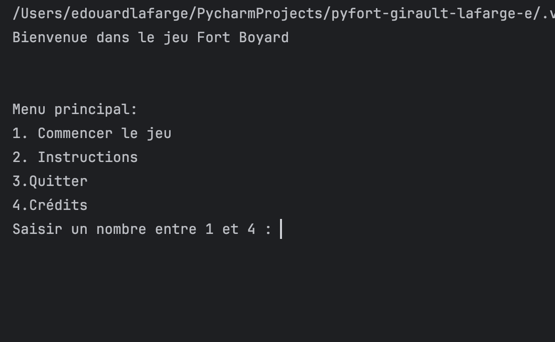 /Users/edouardlafarge/PycharmProjects/pyfort-girault-lafarge-e/.v
Bienvenue dans le jeu Fort Boyard
Menu principal:
1. Commencer le jeu
2. Instructions
3.Quitter
4.Crédits
Saisir un nombre entre 1 et 4 :